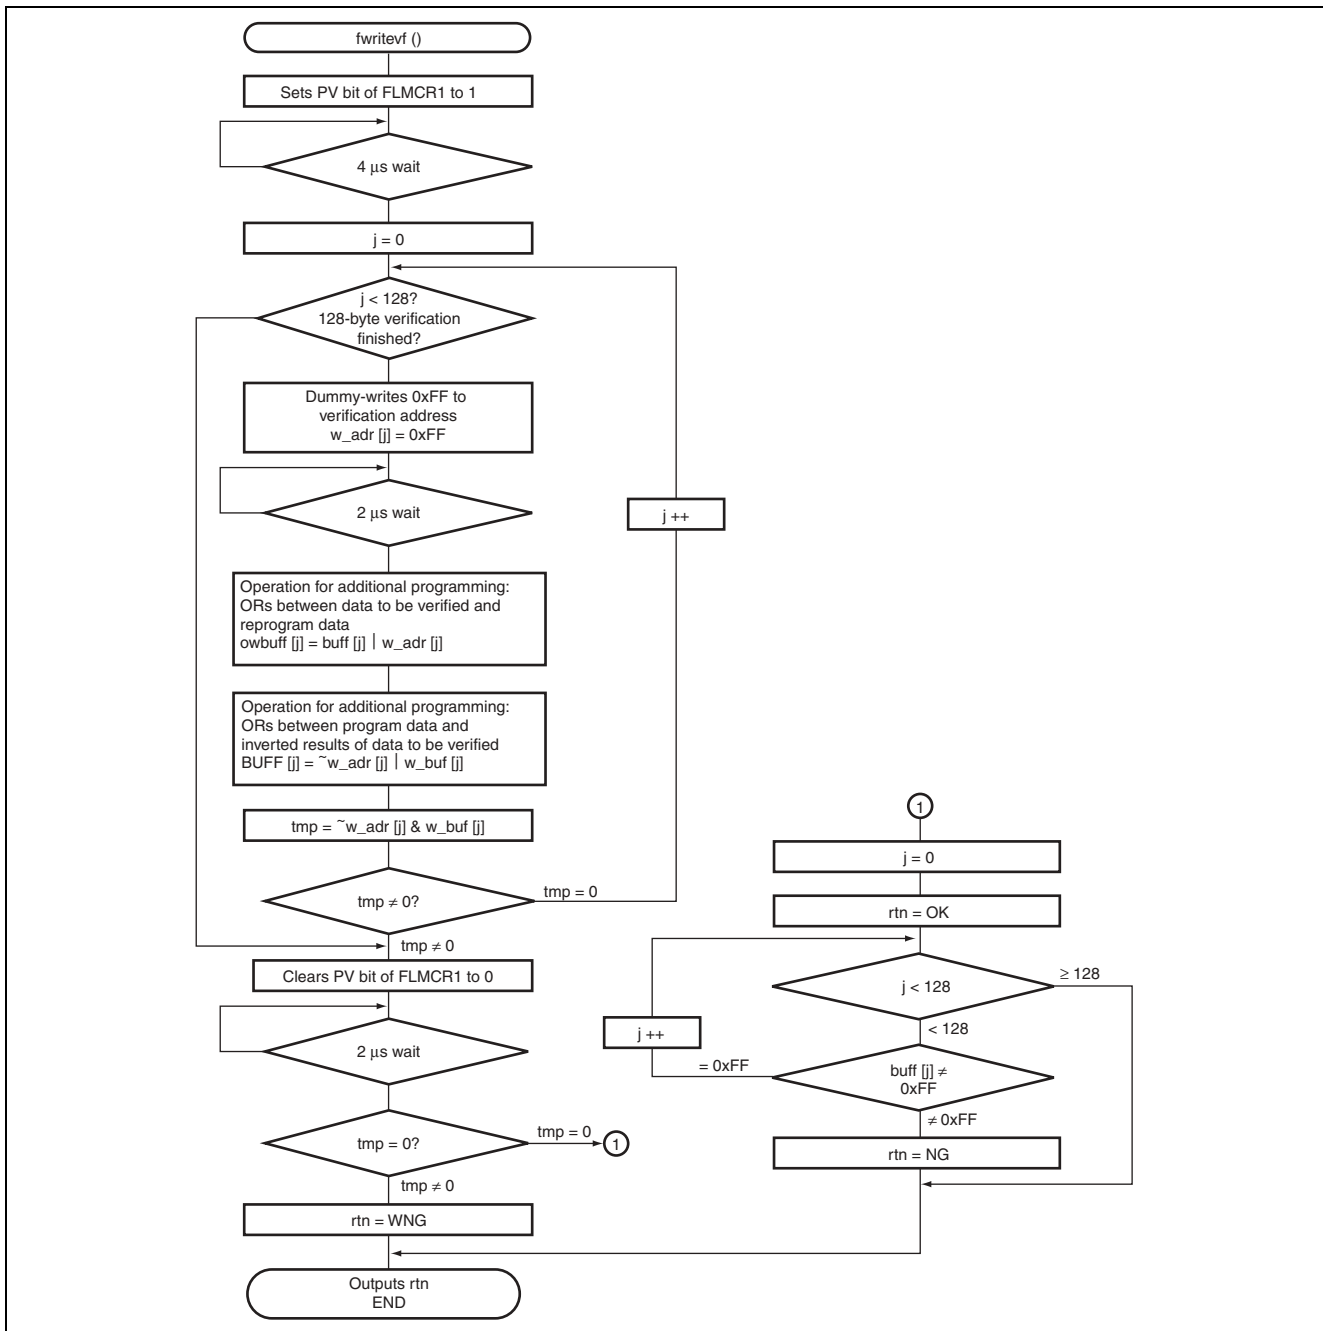 fwritevf ()
Sets PV bit of FLMCR1 to 1
4 µs wait
j = 0
j < 128?
128-byte verification
finished?
Dummy-writes 0xFF to
verification address
w_adr [j] = 0xFF
2 µs wait
j ++
Operation for additional programming:
ORs between data to be verified and
reprogram data
owbuff [j] = buff [j] | w_adr [j]
Operation for additional programming:
ORs between program data and
inverted results of data to be verified
BUFF [j] = ~w_adr [j] | w_buf [j]
tmp = ~w_adr [j] & w_buf [j]
tmp ≠ 0?
tmp = 0
tmp ≠ 0
Clears PV bit of FLMCR1 to 0
2 µs wait
tmp = 0?
tmp = 0
1
tmp ≠ 0
rtn = WNG
Outputs rtn
END
1
j = 0
rtn = OK
j < 128
≥ 128
< 128
j ++
= 0xFF
buff [j] ≠
0xFF
≠ 0xFF
rtn = NG